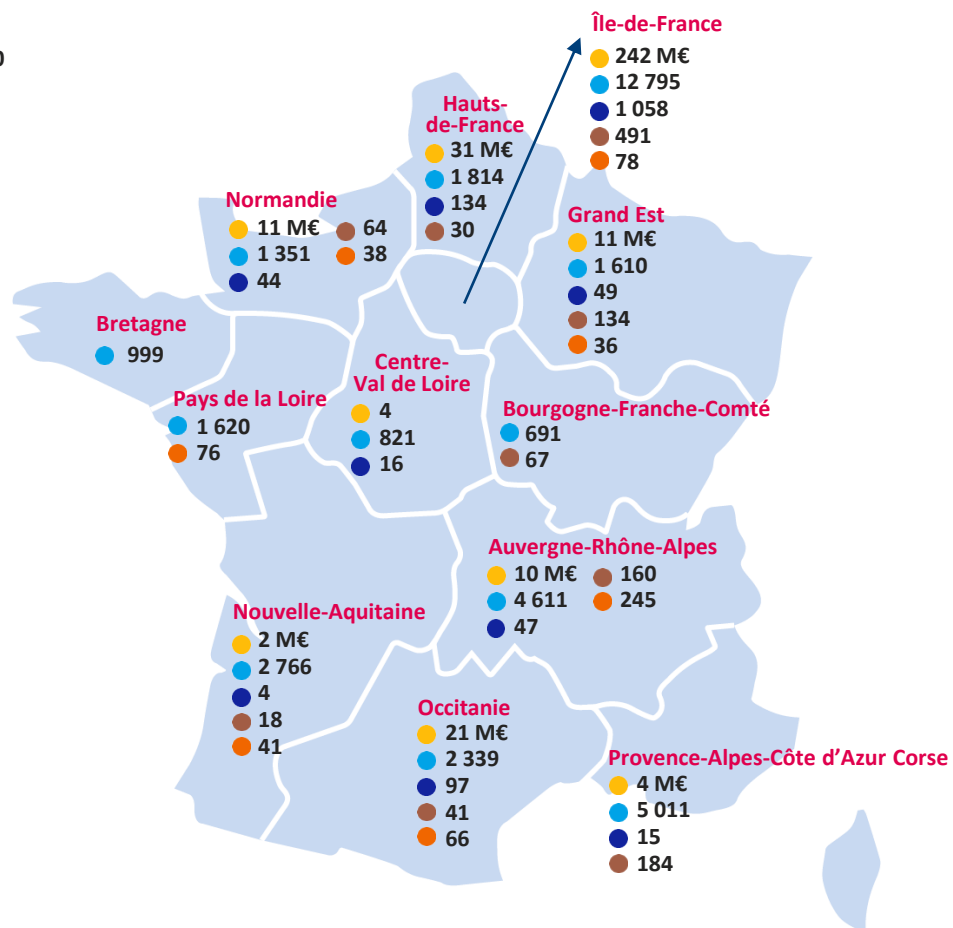 Île-de-France
242 M€
12 795
1 058
491
78
Hauts-
de-France
31 M€
1 814
134
30
Normandie
11 M€ 64
1 351 38
44
Grand Est
11 M€
1 610
49
134
36
Bretagne
999
Pays de la Loire
1 620
76
Centre-
Val de Loire
4
821
16
Bourgogne-Franche-Comté
691
67
Auvergne-Rhône-Alpes
10 M€ 160
4 611 245
47
Nouvelle-Aquitaine
2 M€
2 766
4
18
41
Occitanie
21 M€
2 339
97
41
66
Provence-Alpes-Côte d’Azur Corse
4 M€
5 011
15
184